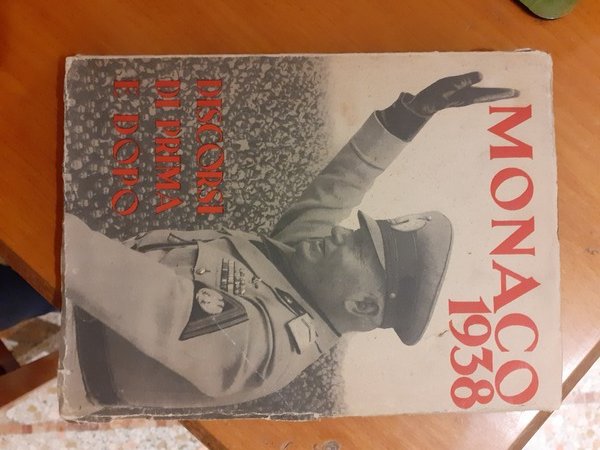 MONACO
1938
DISCORSI
DI PRIMA
E DOPO